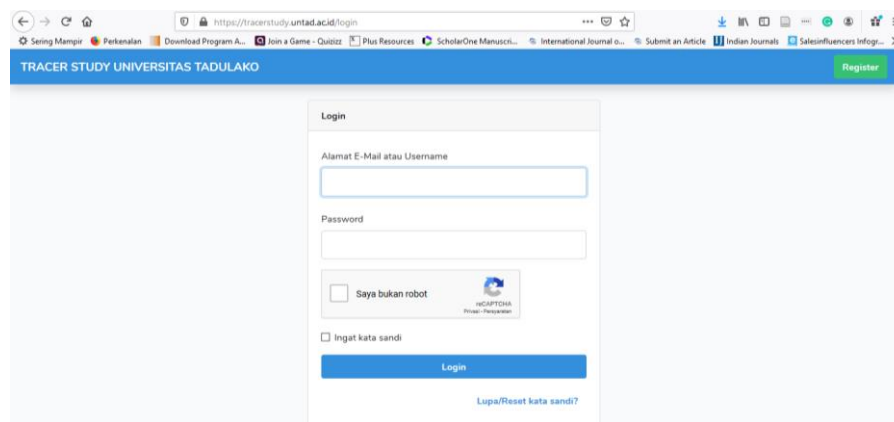 https://tracerstudy.untad.ac.id/login
Sering Mampir Perkenalan Download Program A... Join a Game - Quizizz Plus Resources ScholarOne Manuscri... International Journal o... Submit an Article Indian Journals Salesinfluencers Infogr...
TRACER STUDY UNIVERSITAS TADULAKO Register
Login
Alamat E-Mail atau Username
Password
Saya bukan robot
reCAPTCHA
Privasi - Persyaratan
Ingat kata sandi
Login
Lupa/Reset kata sandi?